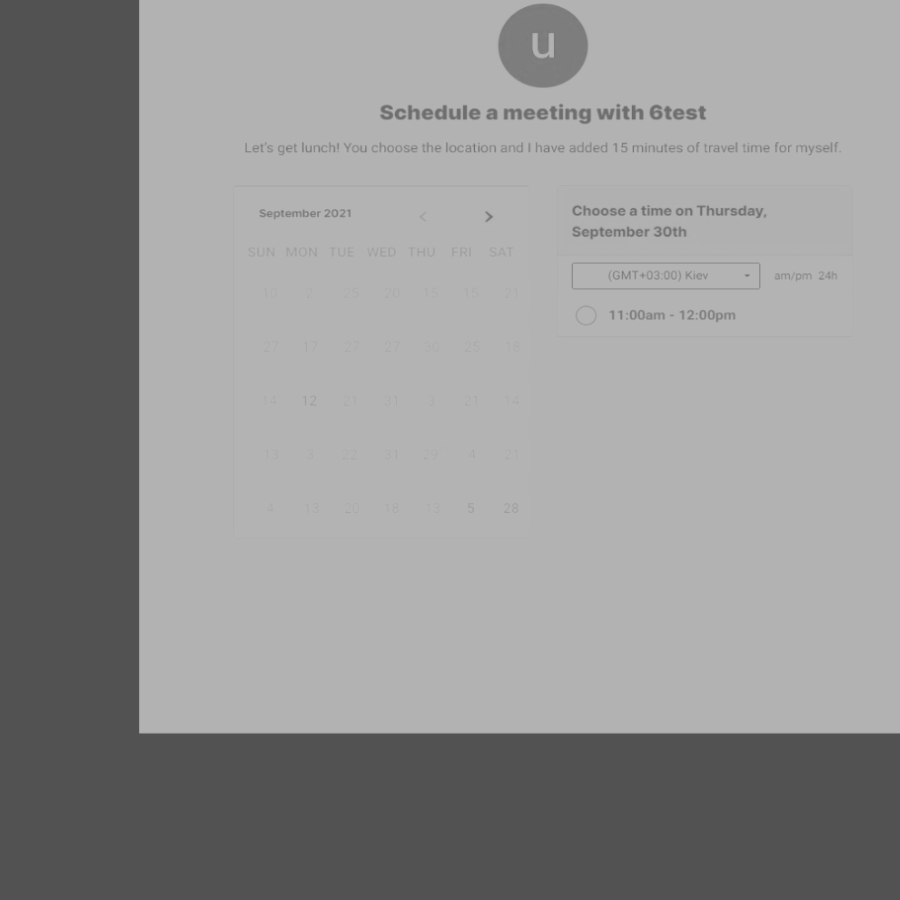 u
Schedule a meeting with 6test
Let's get lunch! You choose the location and I have added 15 minutes of travel time for myself.
September 2021 < >
SUN MON TUE WED THU FRI SAT
10 2 25 20 15 15 21
27 17 27 27 30 25 18
14 12 21 31 3 21 14
13 3 22 31 29 4 21
4 13 20 18 13 5 28
Choose a time on Thursday,
September 30th
(GMT+03:00) Kiev am/pm 24h
11:00am - 12:00pm